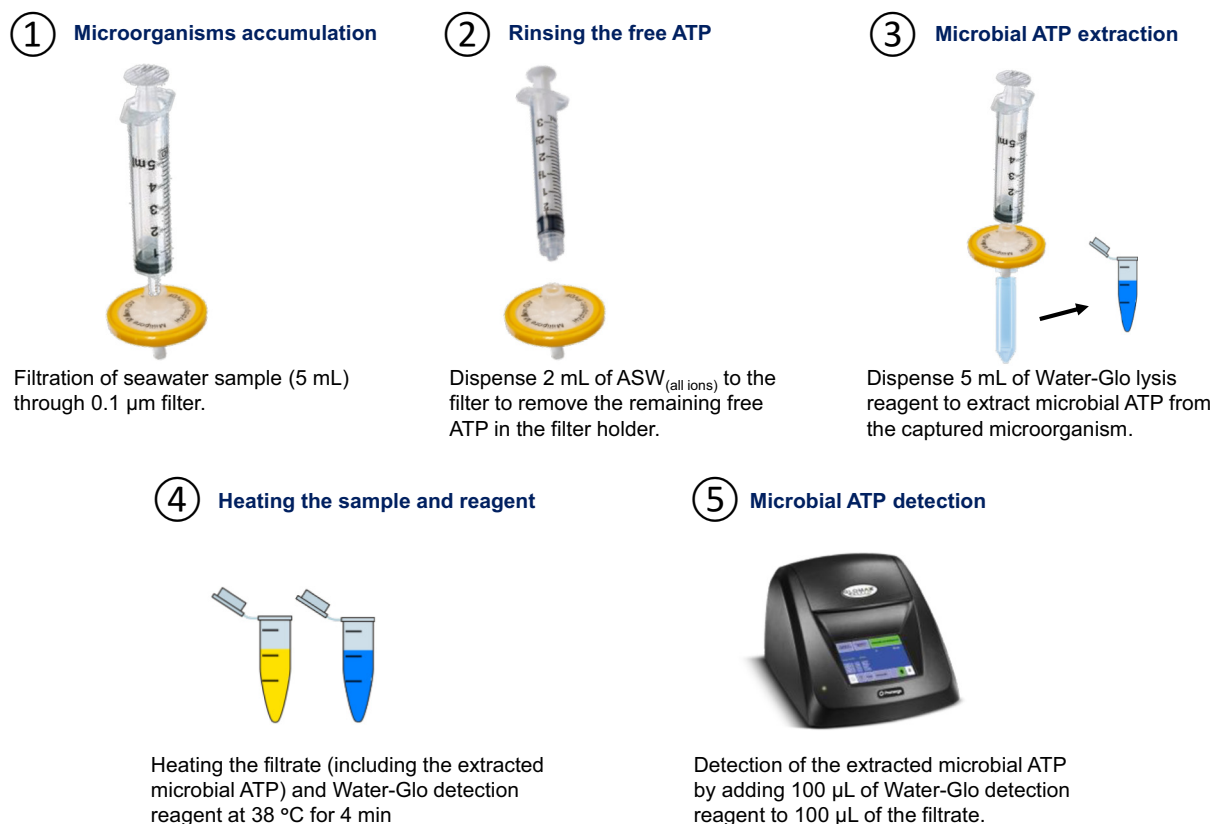 1 Microorganisms accumulation
Filtration of seawater sample (5 mL)
through 0.1 µm filter.
2 Rinsing the free ATP
Dispense 2 mL of ASW(all ions) to the
filter to remove the remaining free
ATP in the filter holder.
3 Microbial ATP extraction
Dispense 5 mL of Water-Glo lysis
reagent to extract microbial ATP from
the captured microorganism.
4 Heating the sample and reagent
Heating the filtrate (including the extracted
microbial ATP) and Water-Glo detection
reagent at 38 ºC for 4 min
5 Microbial ATP detection
GLOMAX
Promega
Detection of the extracted microbial ATP
by adding 100 µL of Water-Glo detection
reagent to 100 µL of the filtrate.